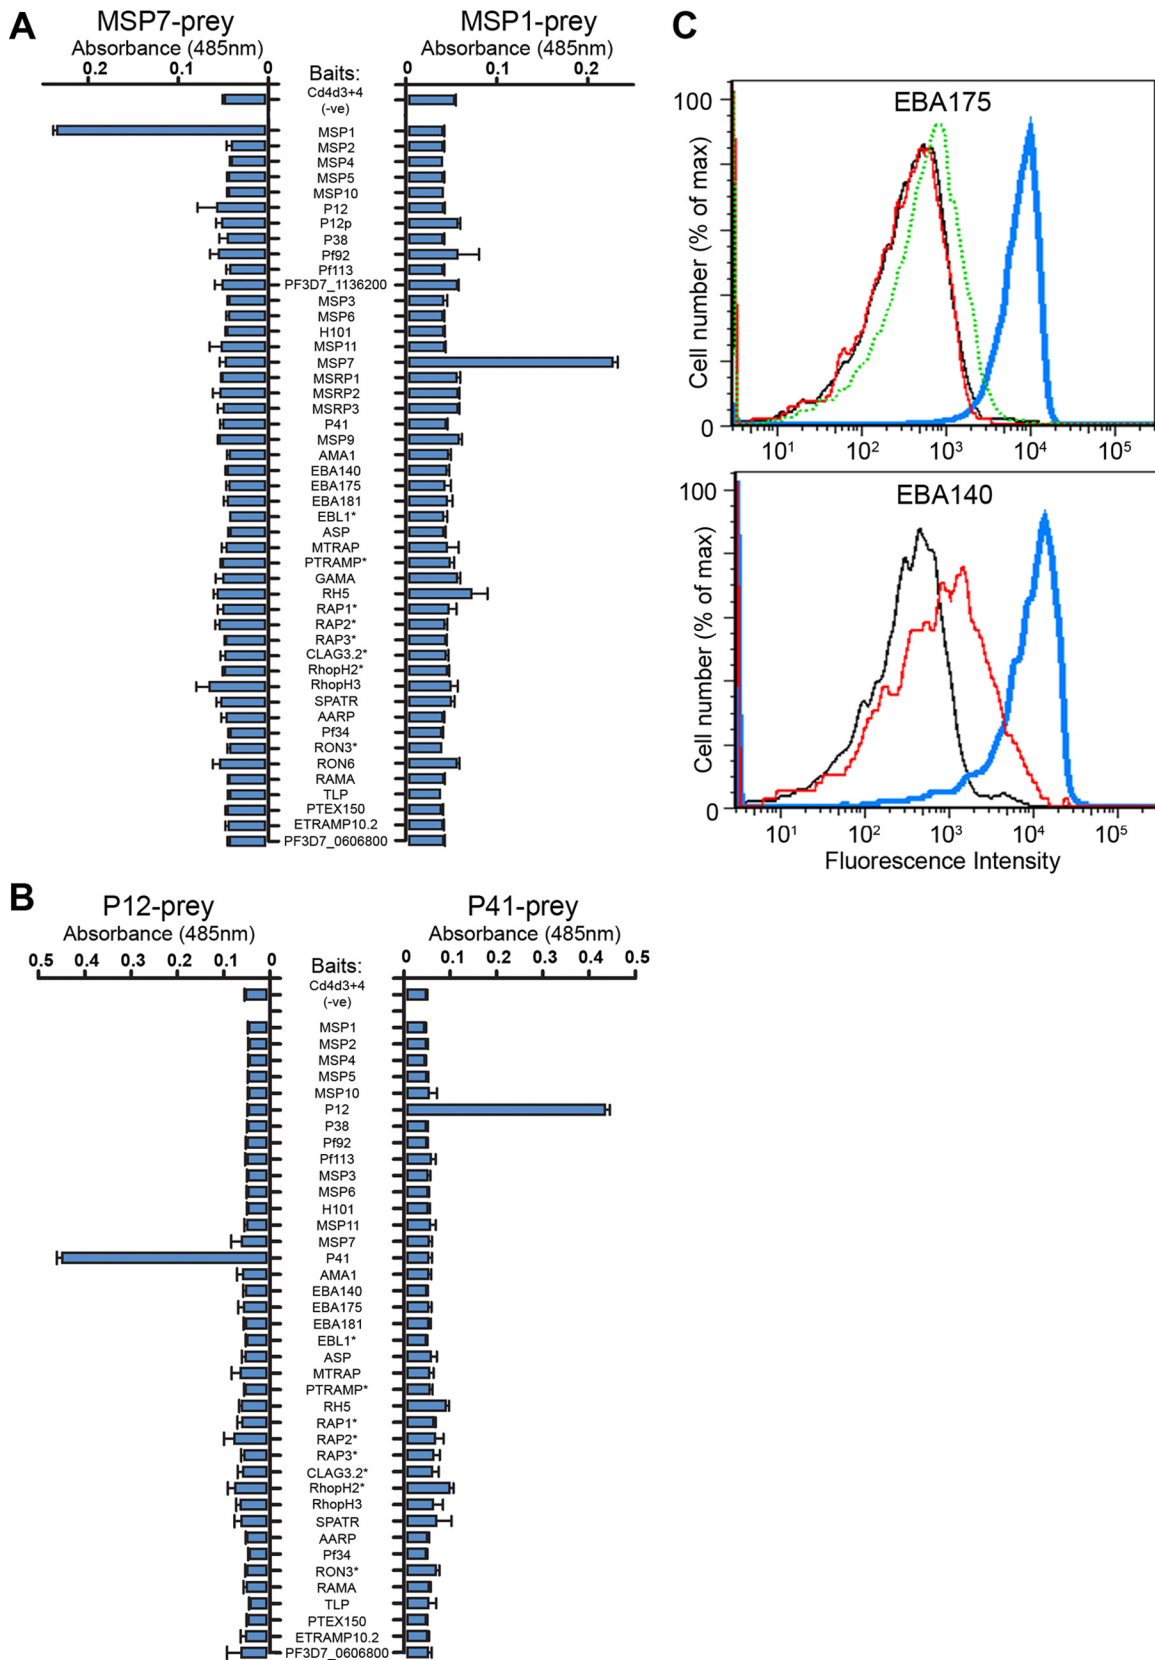 A
MSP7-prey
Absorbance (485nm)
0.2 0.1 0
MSP1-prey
Absorbance (485nm)
0 0.1 0.2
Baits:
Cd4d3+4
(-ve)
MSP1
MSP2
MSP4
MSP5
MSP10
P12
P12p
P38
Pf92
Pf113
PF3D7_1136200
MSP3
MSP6
H101
MSP11
MSP7
MSRP1
MSRP2
MSRP3
P41
MSP9
AMA1
EBA140
EBA175
EBA181
EBL1*
ASP
MTRAP
PTRAMP*
GAMA
RH5
RAP1*
RAP2*
RAP3*
CLAG3.2*
RhopH2*
RhopH3
SPATR
AARP
Pf34
RON3*
RON6
RAMA
TLP
PTEX150
ETRAMP10.2
PF3D7_0606800
B
P12-prey
Absorbance (485nm)
0.5 0.4 0.3 0.2 0.1 0
P41-prey
Absorbance (485nm)
0 0.1 0.2 0.3 0.4 0.5
Baits:
Cd4d3+4
(-ve)
MSP1
MSP2
MSP4
MSP5
MSP10
P12
P38
Pf92
Pf113
MSP3
MSP6
H101
MSP11
MSP7
P41
AMA1
EBA140
EBA175
EBA181
EBL1*
ASP
MTRAP
PTRAMP*
RH5
RAP1*
RAP2*
RAP3*
CLAG3.2*
RhopH2*
RhopH3
SPATR
AARP
Pf34
RON3*
RAMA
TLP
PTEX150
ETRAMP10.2
PF3D7_0606800
C
EBA175
Cell number (% of max)
100
0
10¹ 10² 10³ 10⁴ 10⁵
EBA140
Cell number (% of max)
100
0
10¹ 10² 10³ 10⁴ 10⁵
Fluorescence Intensity